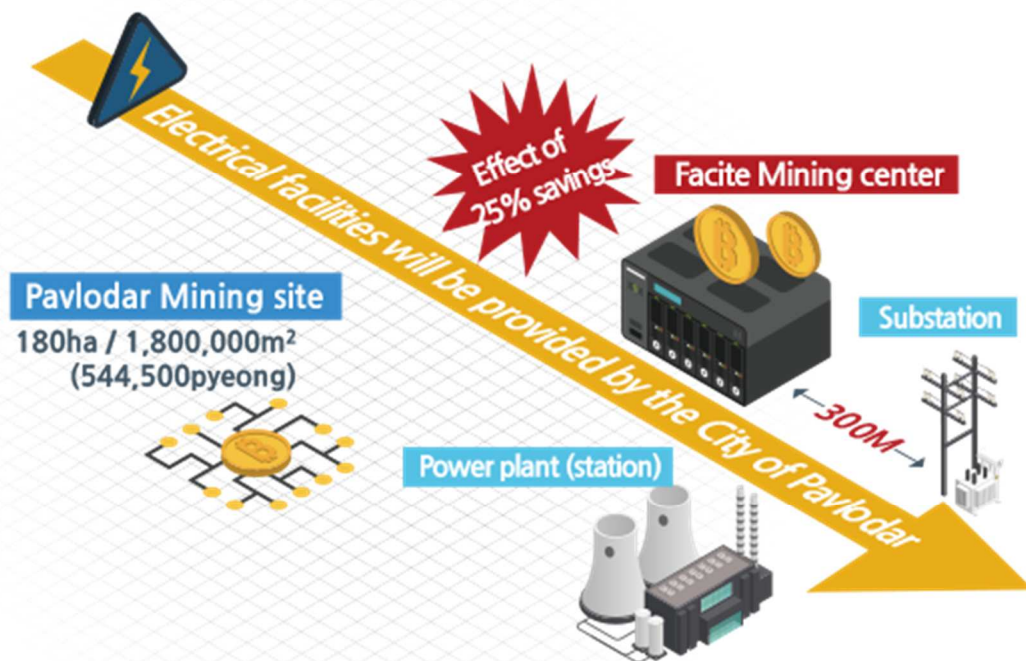 Electrical facilities will be provided by the City of Pavlodar
Effect of
25% savings
Facite Mining center
Pavlodar Mining site
180ha / 1,800,000m²
(544,500pyeong)
Substation
300M
Power plant (station)